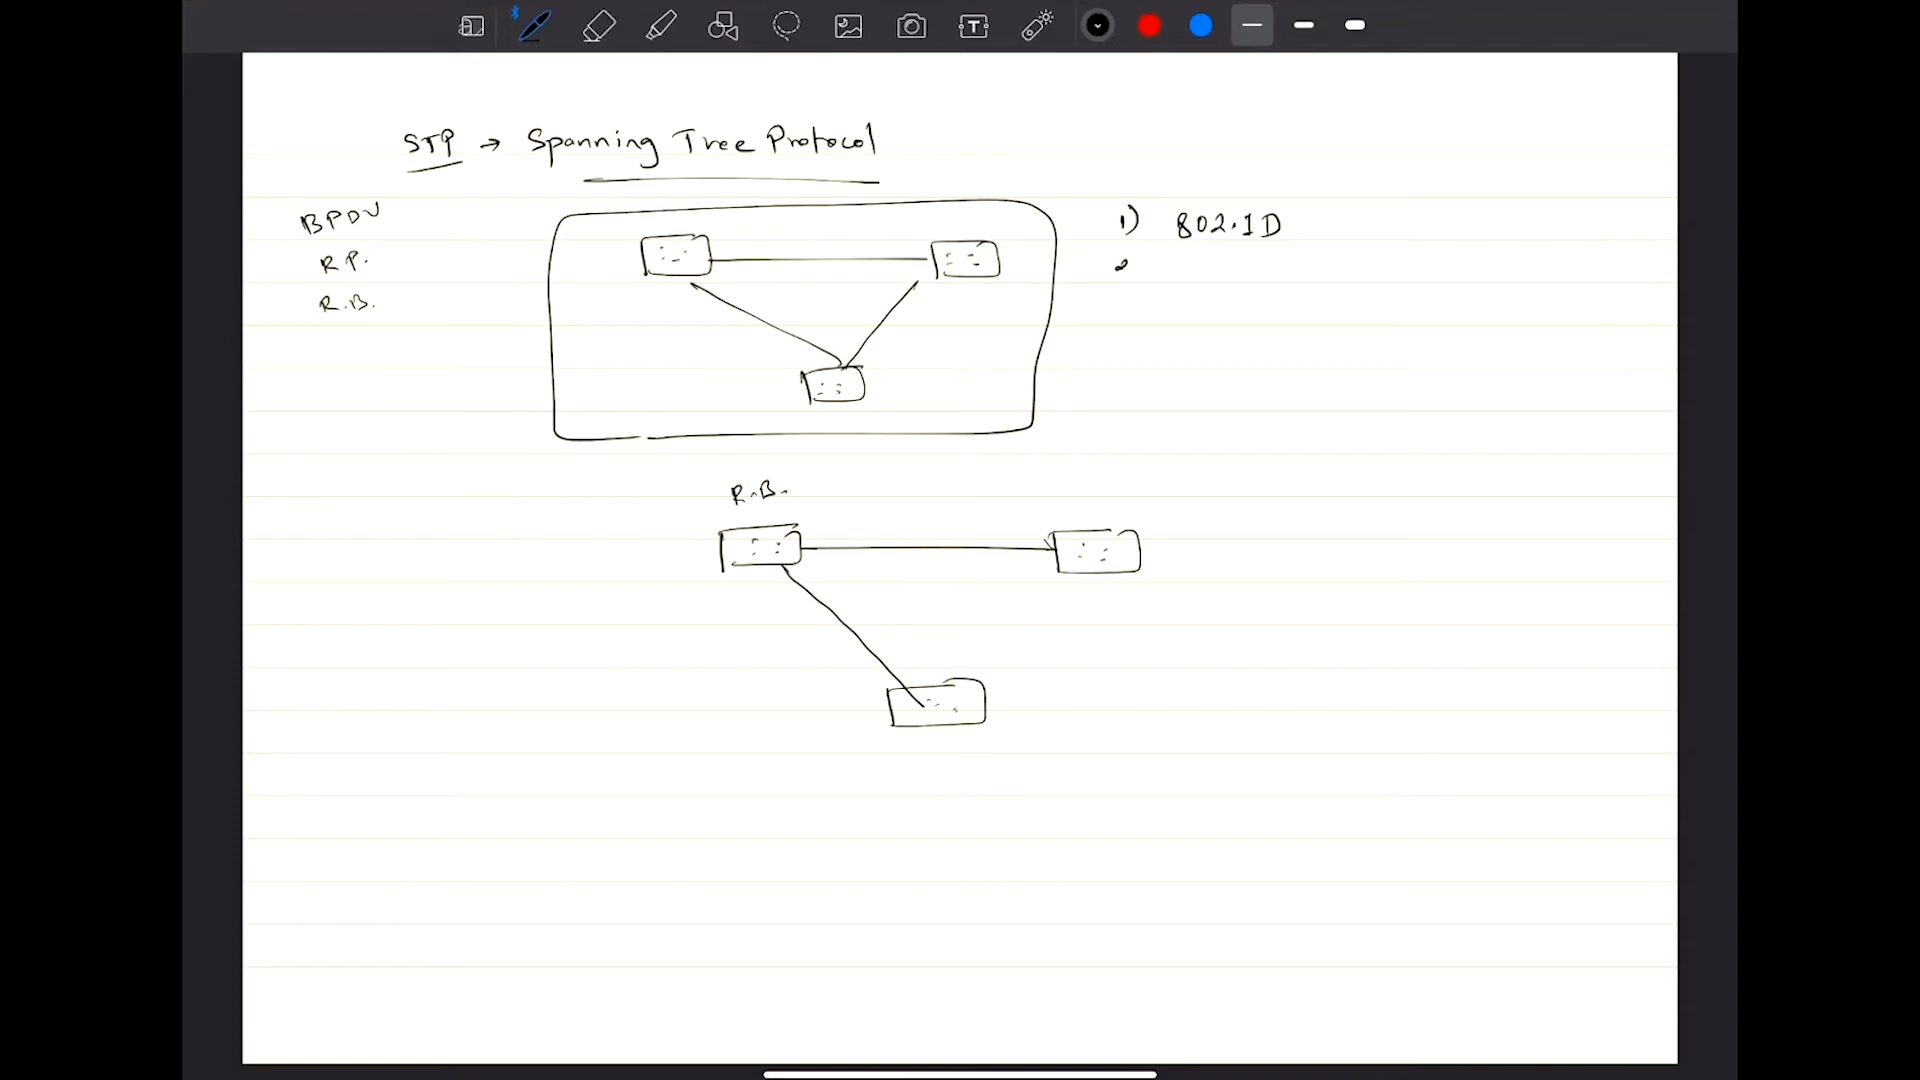 STP → Spanning Tree Protocol
BPDU
R P.
R.B.
1) 802.1D
R.B.